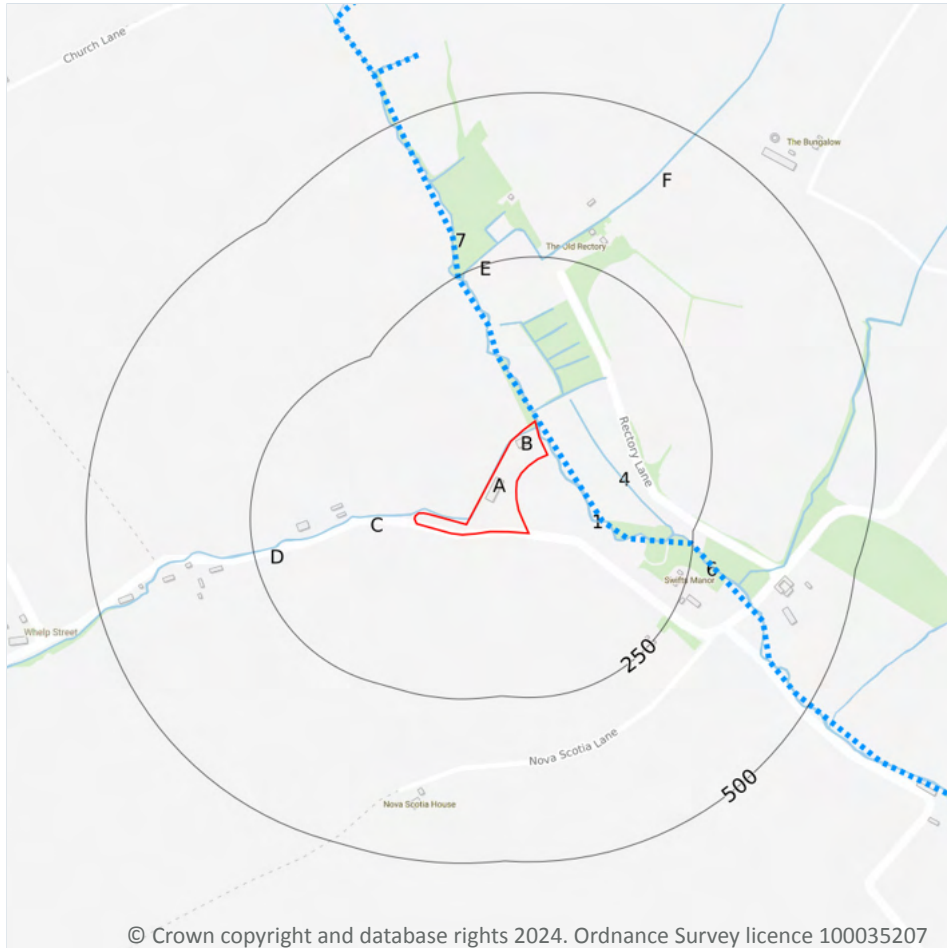 Church Lane
The Bungalow
F
7
The Old Rectory
E
Rectory Lane
B
4
A
1
C
D
6
Swifts Manor
Whelp Street
250
Nova Scotia Lane
500
Nova Scotia House
© Crown copyright and database rights 2024. Ordnance Survey licence 100035207